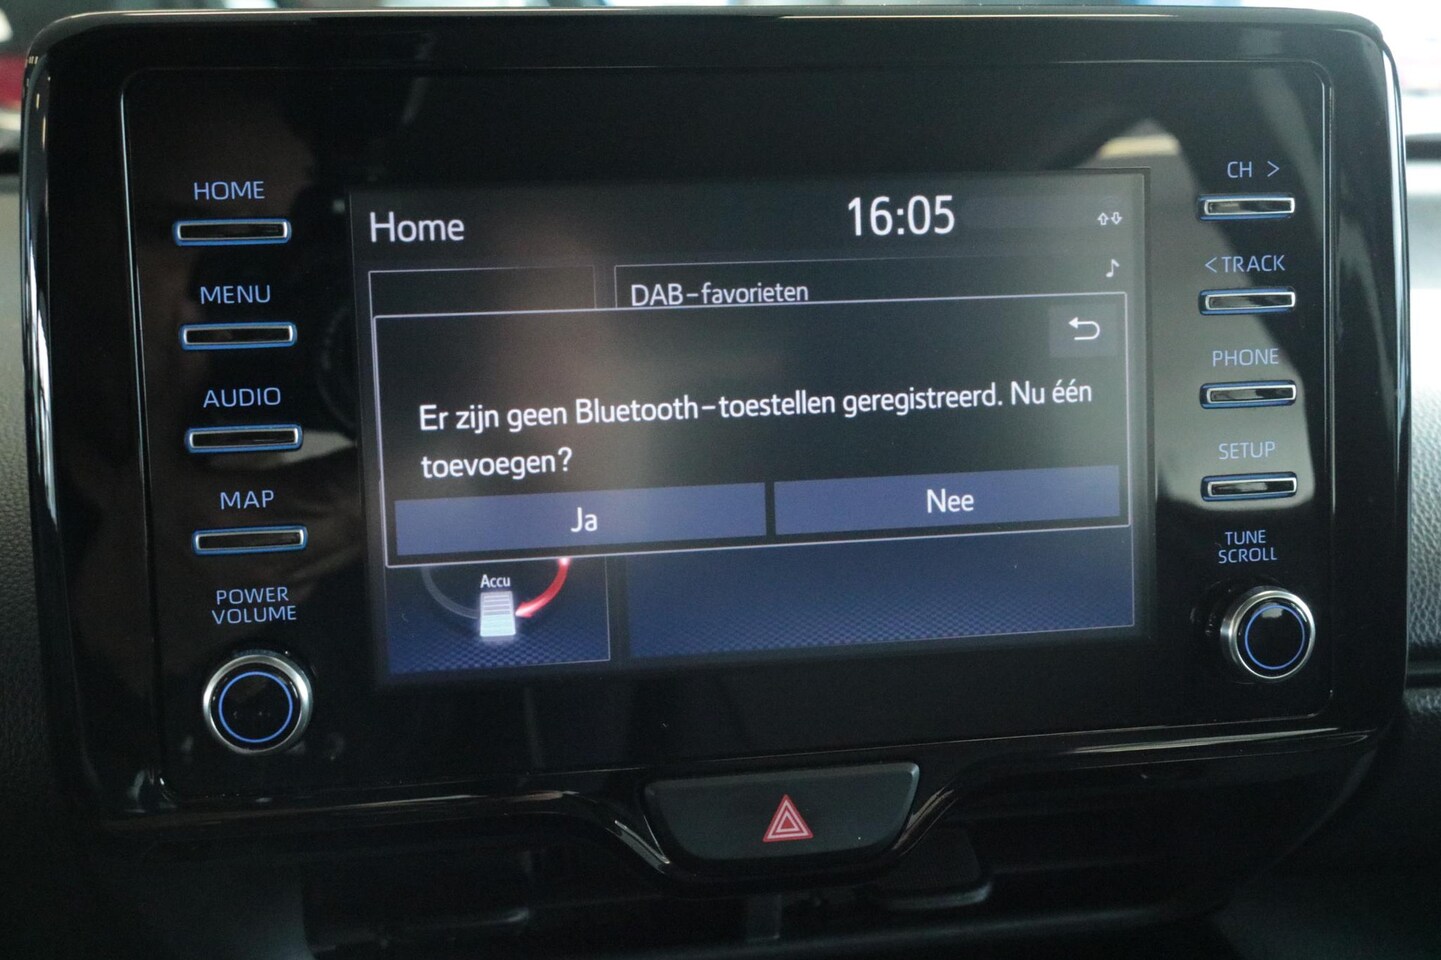 HOME
MENU
AUDIO
MAP
POWER
VOLUME
Home
16:05
DAB-favorieten
Er zijn geen Bluetooth-toestellen geregistreerd. Nu één
toevoegen?
Ja
Nee
Accu
CH >
< TRACK
PHONE
SETUP
TUNE
SCROLL